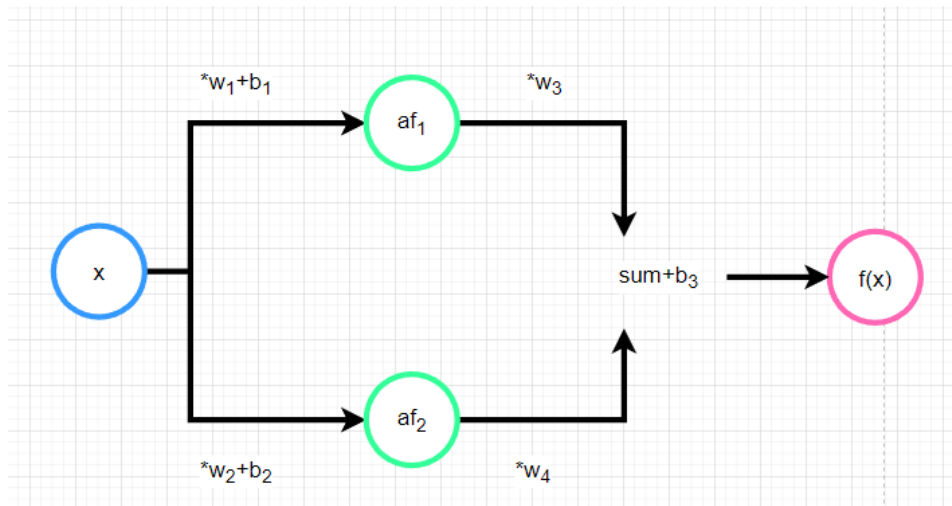 *w₁+b₁
*w₃
af₁
x
sum+b₃
f(x)
af₂
*w₂+b₂
*w₄